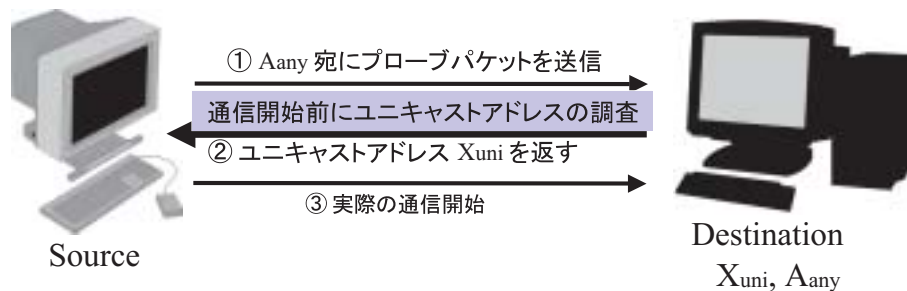 ① Aany 宛にプローブパケットを送信
通信開始前にユニキャストアドレスの調査
② ユニキャストアドレス Xuni を返す
③ 実際の通信開始
Source
Destination
Xuni, Aany